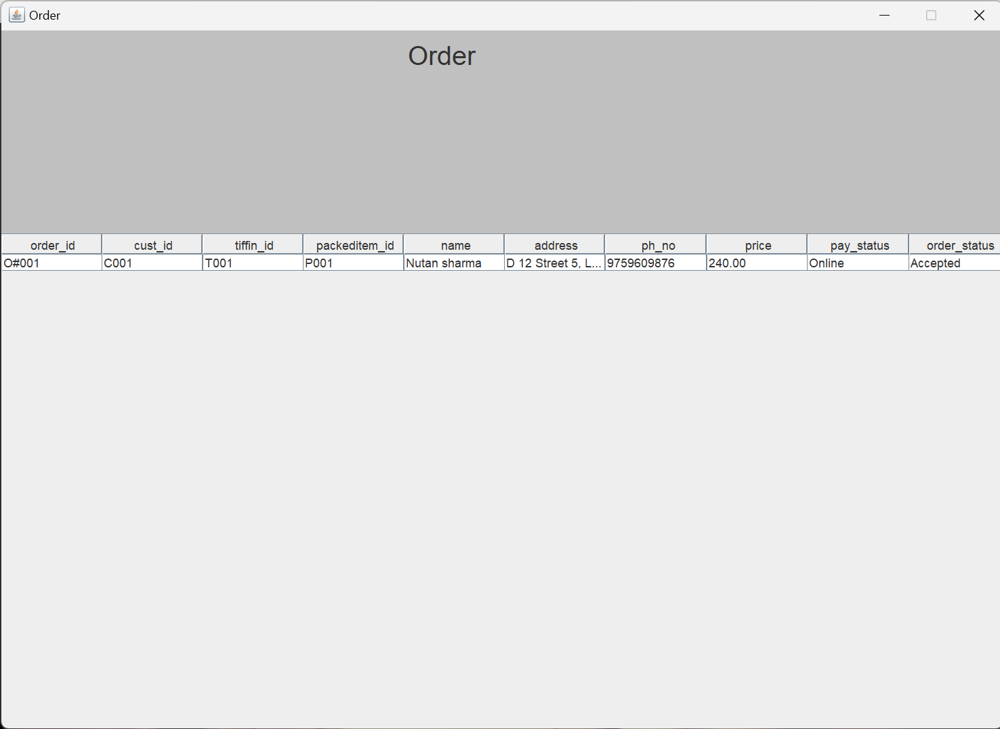 Order
Order
order_id cust_id tiffin_id packeditem_id name address ph_no price pay_status order_status
O#001 C001 T001 P001 Nutan sharma D 12 Street 5, L... 9759609876 240.00 Online Accepted